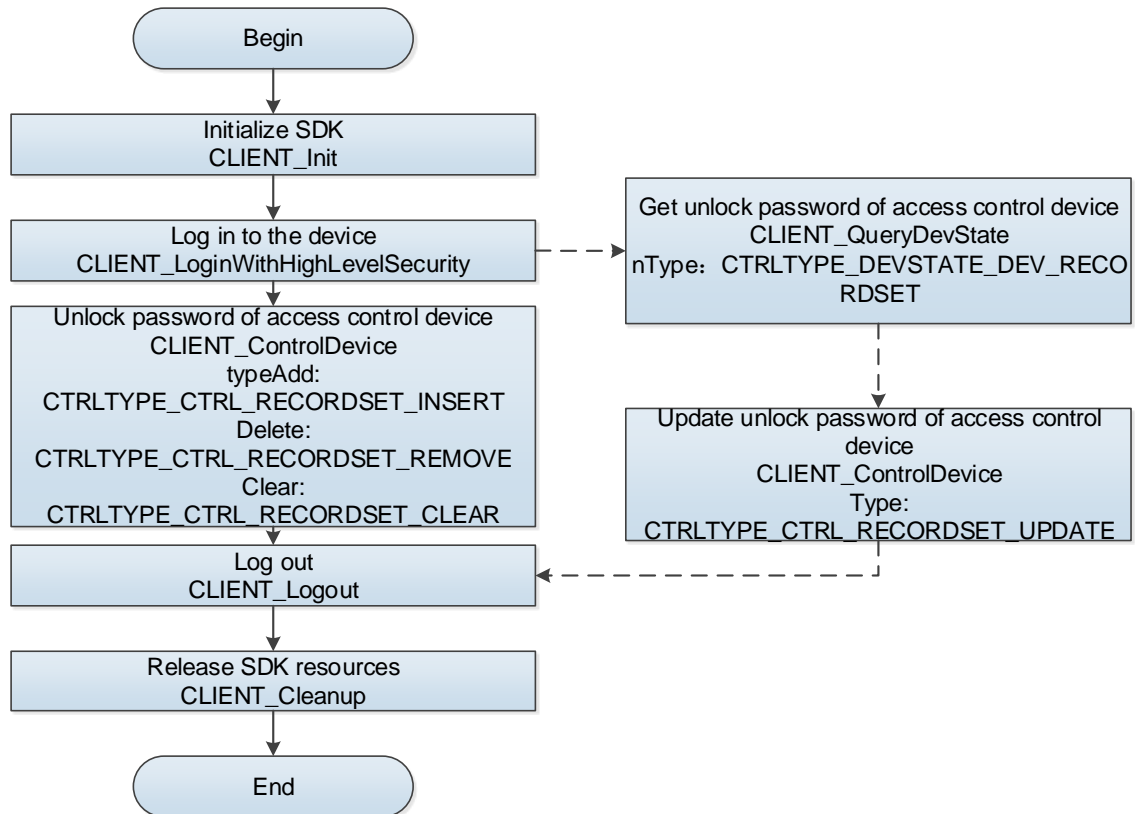 Begin
Initialize SDK
CLIENT_Init
Log in to the device
CLIENT_LoginWithHighLevelSecurity
Get unlock password of access control device
CLIENT_QueryDevState
nType：CTRLTYPE_DEVSTATE_DEV_RECO
RDSET
Unlock password of access control device
CLIENT_ControlDevice
typeAdd:
CTRLTYPE_CTRL_RECORDSET_INSERT
Delete:
CTRLTYPE_CTRL_RECORDSET_REMOVE
Clear:
CTRLTYPE_CTRL_RECORDSET_CLEAR
Update unlock password of access control
device
CLIENT_ControlDevice
Type:
CTRLTYPE_CTRL_RECORDSET_UPDATE
Log out
CLIENT_Logout
Release SDK resources
CLIENT_Cleanup
End